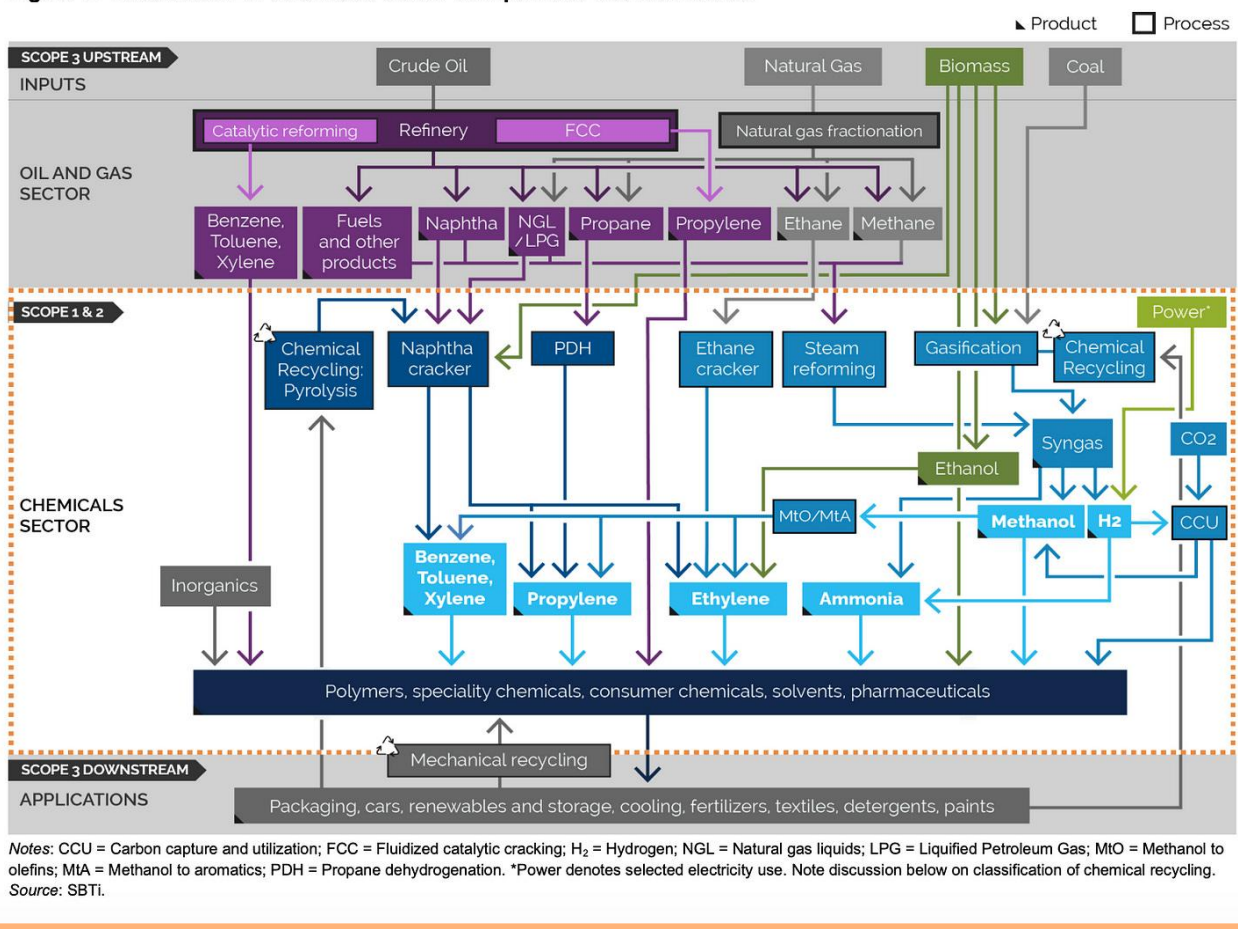 Product
Process
SCOPE 3 UPSTREAM
INPUTS
Crude Oil
Natural Gas
Biomass
Coal
Catalytic reforming
Refinery
FCC
Natural gas fractionation
OIL AND GAS
SECTOR
Benzene,
Toluene,
Xylene
Fuels
and other
products
Naphtha
NGL
/LPG
Propane
Propylene
Ethane
Methane
SCOPE 1 & 2
Power*
Chemical
Recycling:
Pyrolysis
Naphtha
cracker
PDH
Ethane
cracker
Steam
reforming
Gasification
Chemical
Recycling
Syngas
CO2
Ethanol
CHEMICALS
SECTOR
MtO/MtA
Methanol
H2
CCU
Inorganics
Benzene,
Toluene,
Xylene
Propylene
Ethylene
Ammonia
Polymers, speciality chemicals, consumer chemicals, solvents, pharmaceuticals
Mechanical recycling
SCOPE 3 DOWNSTREAM
APPLICATIONS
Packaging, cars, renewables and storage, cooling, fertilizers, textiles, detergents, paints
Notes: CCU = Carbon capture and utilization; FCC = Fluidized catalytic cracking; H₂ = Hydrogen; NGL = Natural gas liquids; LPG = Liquified Petroleum Gas; MtO = Methanol to
olefins; MtA = Methanol to aromatics; PDH = Propane dehydrogenation. *Power denotes selected electricity use. Note discussion below on classification of chemical recycling.
Source: SBTi.